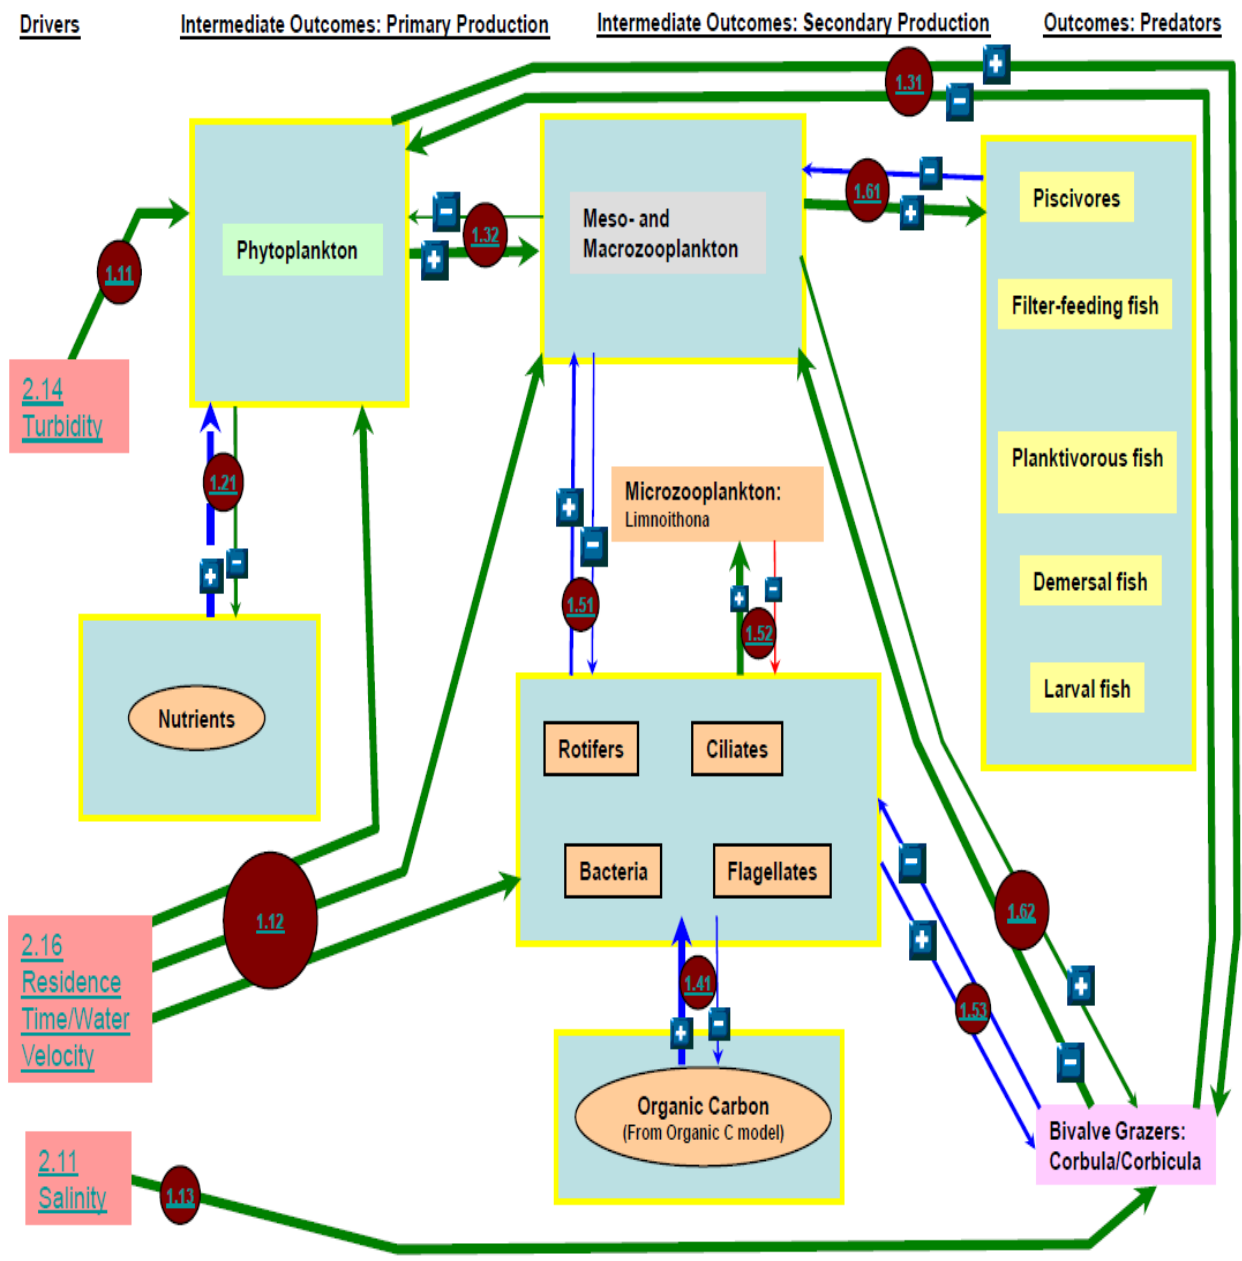 Drivers
Intermediate Outcomes: Primary Production
Intermediate Outcomes: Secondary Production
Outcomes: Predators
+
1.31
-
Phytoplankton
-
1.32
+
Meso- and
Macrozooplankton
-
1.61
+
Piscivores
Filter-feeding fish
Planktivorous fish
Demersal fish
Larval fish
1.11
2.14
Turbidity
1.21
+
-
Nutrients
+
-
1.51
Microzooplankton:
Limnoithona
+
-
1.52
Rotifers
Ciliates
Bacteria
Flagellates
1.12
2.16
Residence
Time/Water
Velocity
1.41
+
-
Organic Carbon
(From Organic C model)
-
+
1.53
1.62
+
-
Bivalve Grazers:
Corbula/Corbicula
2.11
Salinity
1.13